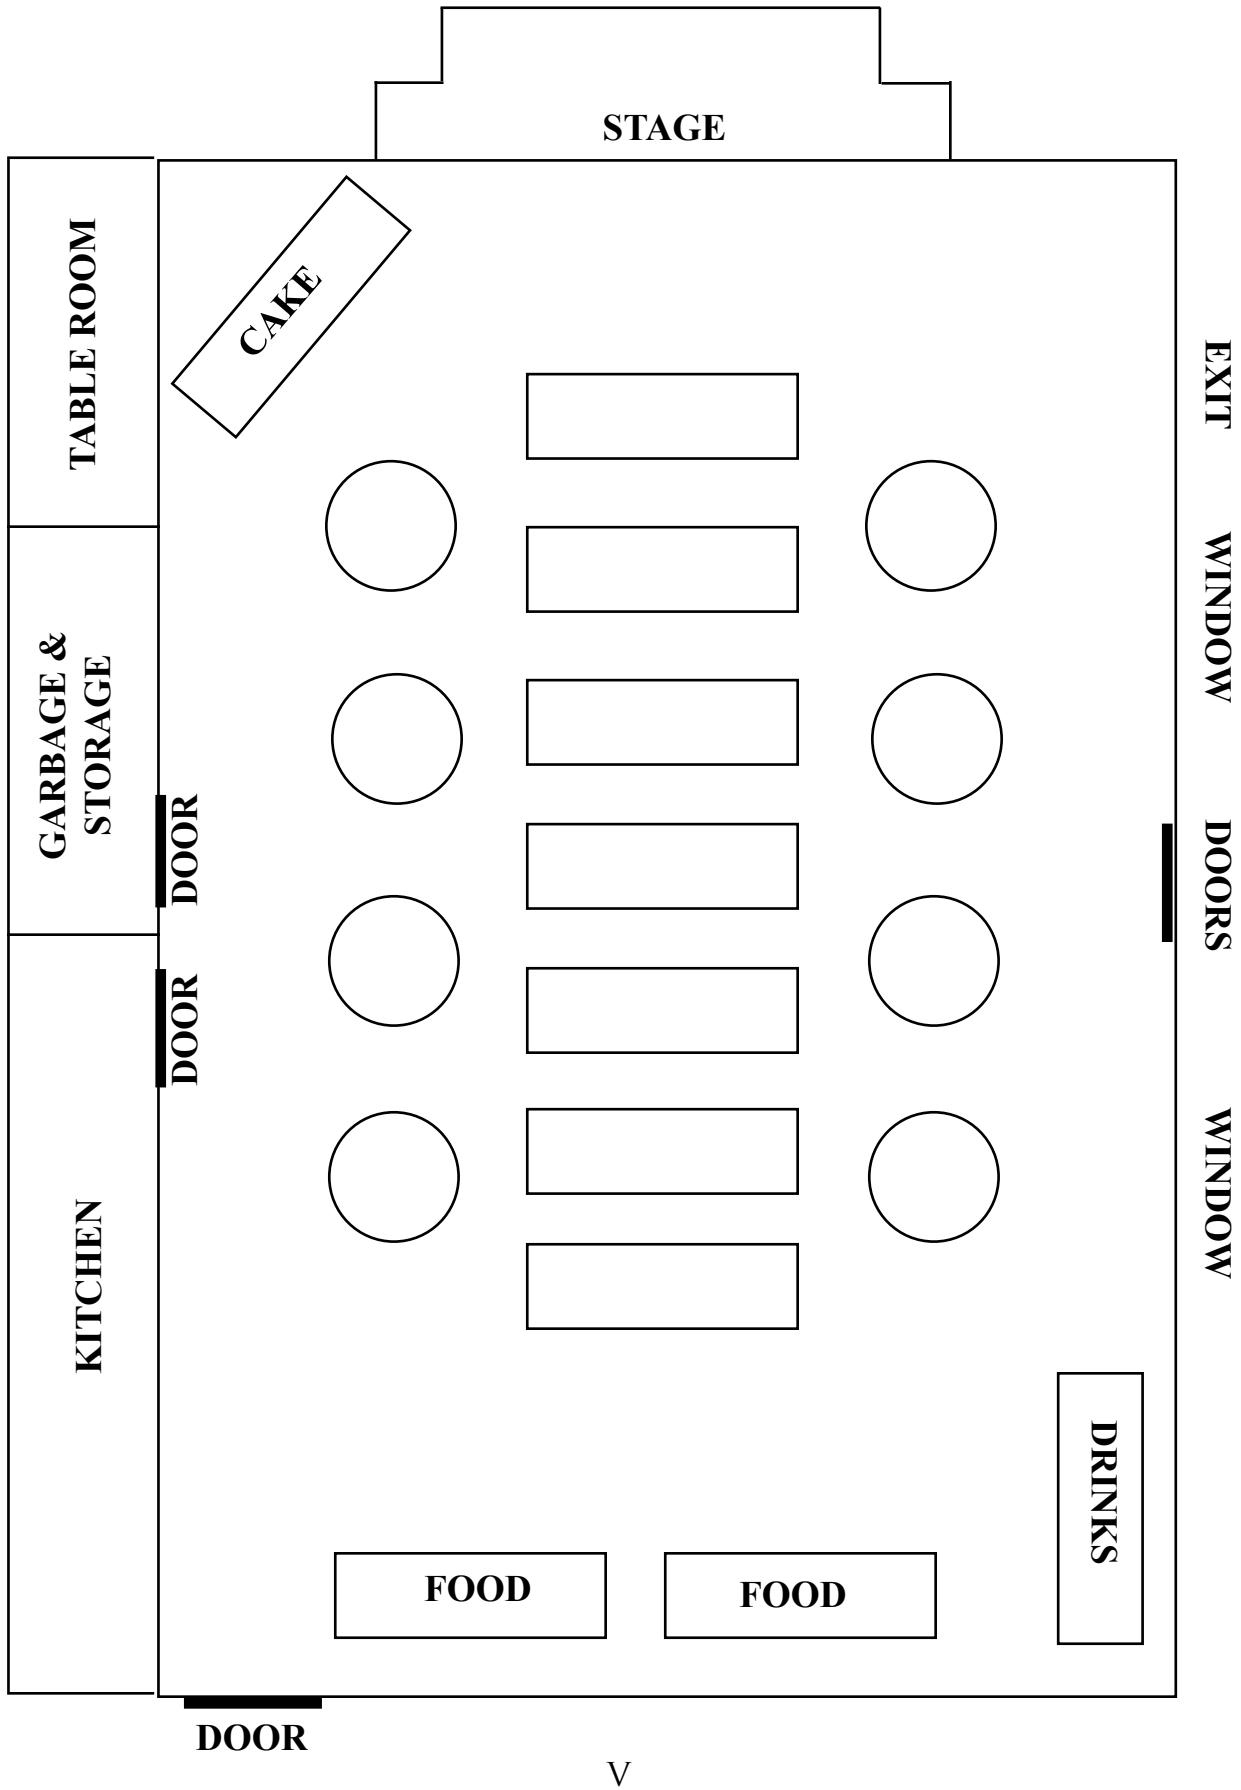 STAGE
TABLE ROOM
CAKE
EXIT
WINDOW
GARBAGE &
STORAGE
DOOR
DOORS
DOOR
WINDOW
KITCHEN
DRINKS
FOOD
FOOD
DOOR
V